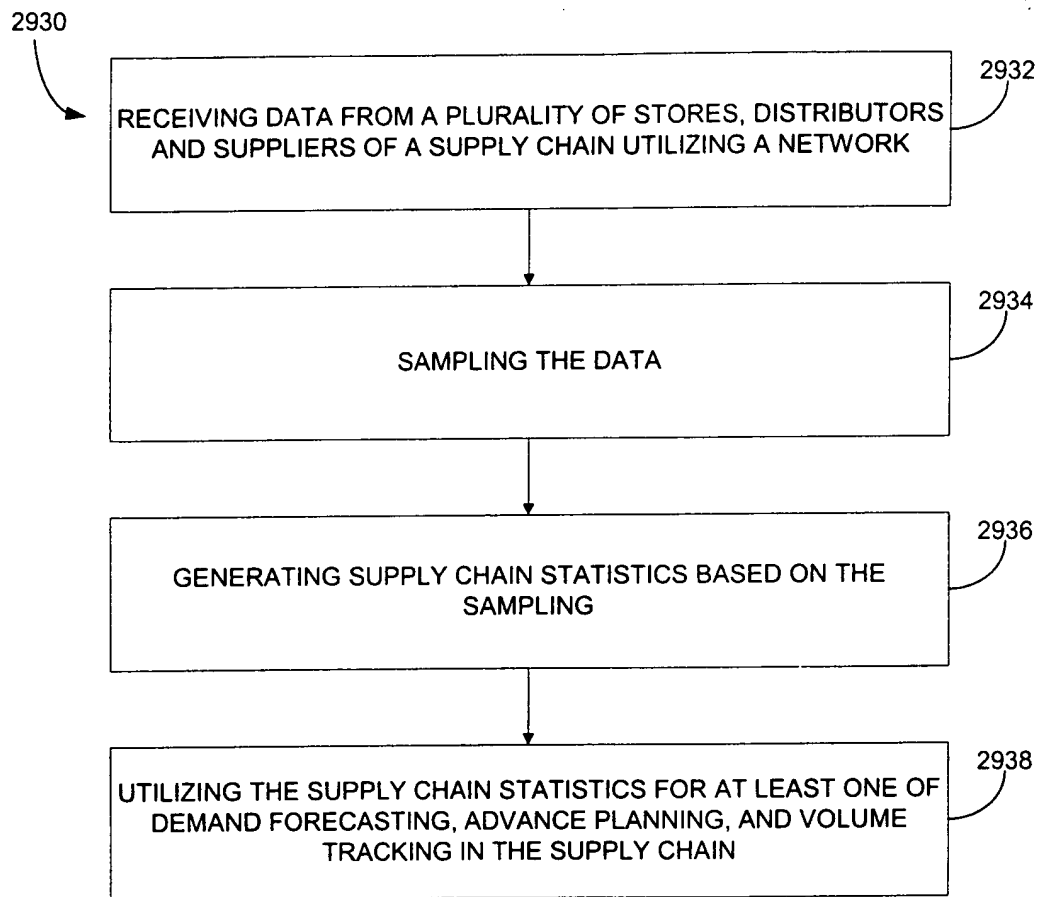 2930
2932
RECEIVING DATA FROM A PLURALITY OF STORES, DISTRIBUTORS
AND SUPPLIERS OF A SUPPLY CHAIN UTILIZING A NETWORK
2934
SAMPLING THE DATA
2936
GENERATING SUPPLY CHAIN STATISTICS BASED ON THE
SAMPLING
2938
UTILIZING THE SUPPLY CHAIN STATISTICS FOR AT LEAST ONE OF
DEMAND FORECASTING, ADVANCE PLANNING, AND VOLUME
TRACKING IN THE SUPPLY CHAIN